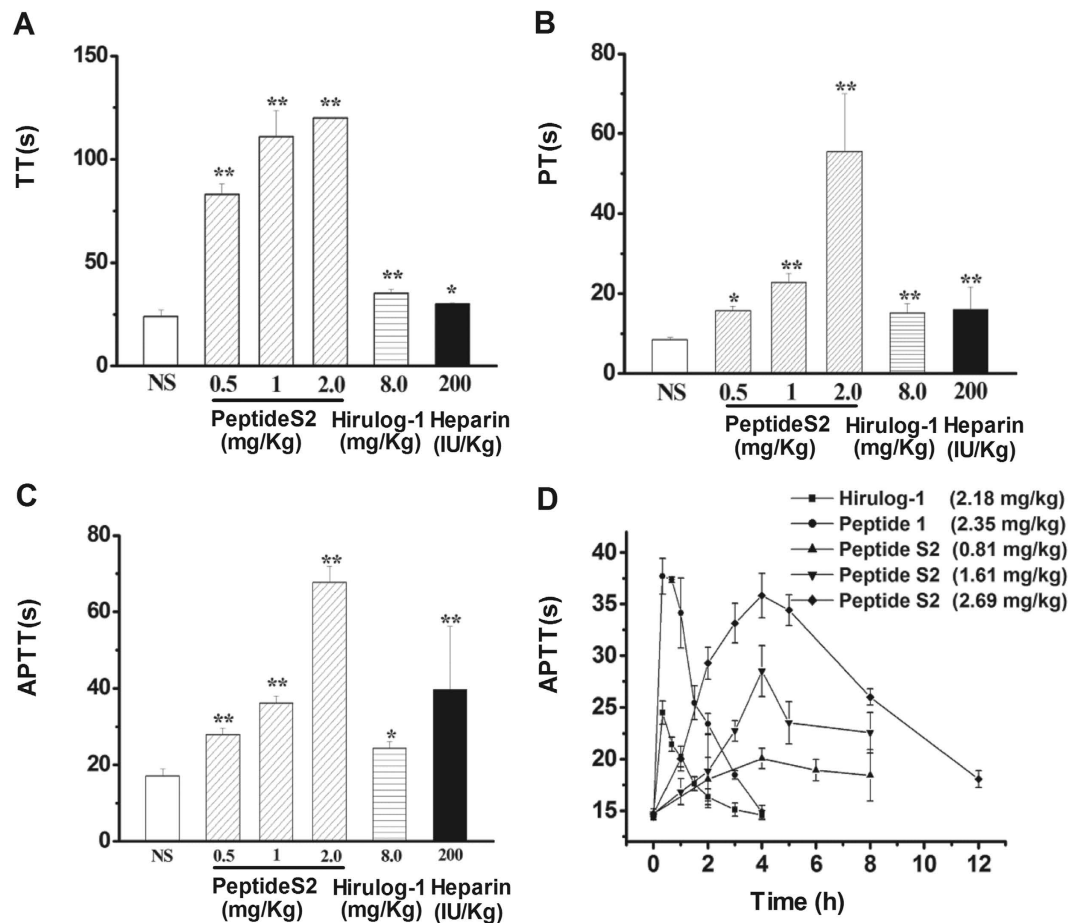 A
TT(s)
150
100
50
0
**
**
**
**
*
NS
0.5
1
2.0
8.0
200
PeptideS2
(mg/Kg)
Hirulog-1
(mg/Kg)
Heparin
(IU/Kg)
B
PT(s)
80
60
40
20
0
*
**
**
**
**
NS
0.5
1
2.0
8.0
200
PeptideS2
(mg/Kg)
Hirulog-1
(mg/Kg)
Heparin
(IU/Kg)
C
APTT(s)
80
60
40
20
0
**
**
**
*
**
NS
0.5
1
2.0
8.0
200
PeptideS2
(mg/Kg)
Hirulog-1
(mg/Kg)
Heparin
(IU/Kg)
D
Hirulog-1 (2.18 mg/kg)
Peptide 1 (2.35 mg/kg)
Peptide S2 (0.81 mg/kg)
Peptide S2 (1.61 mg/kg)
Peptide S2 (2.69 mg/kg)
APTT(s)
40
35
30
25
20
15
0 2 4 6 8 10 12
Time (h)